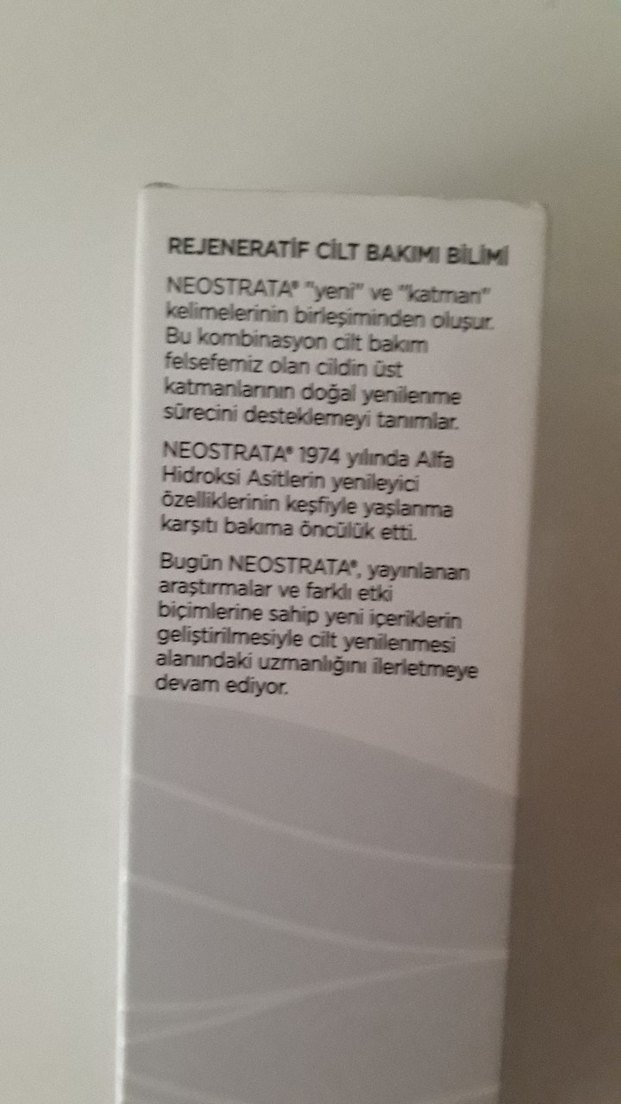 REJENERATİF CİLT BAKIMI BİLİMİ
NEOSTRATA® "yeni" ve "katman"
kelimelerinin birleşiminden oluşur.
Bu kombinasyon cilt bakım
felsefemiz olan cildin üst
katmanlarının doğal yenilenme
sürecini desteklemeyi tanımlar.
NEOSTRATA® 1974 yılında Alfa
Hidroksi Asitlerin yenileyici
özelliklerinin keşfiyle yaşlanma
karşıtı bakıma öncülük etti.
Bugün NEOSTRATA®, yayınlanan
araştırmalar ve farklı etki
biçimlerine sahip yeni içeriklerin
geliştirilmesiyle cilt yenilenmesi
alanındaki uzmanlığını ilerletmeye
devam ediyor.